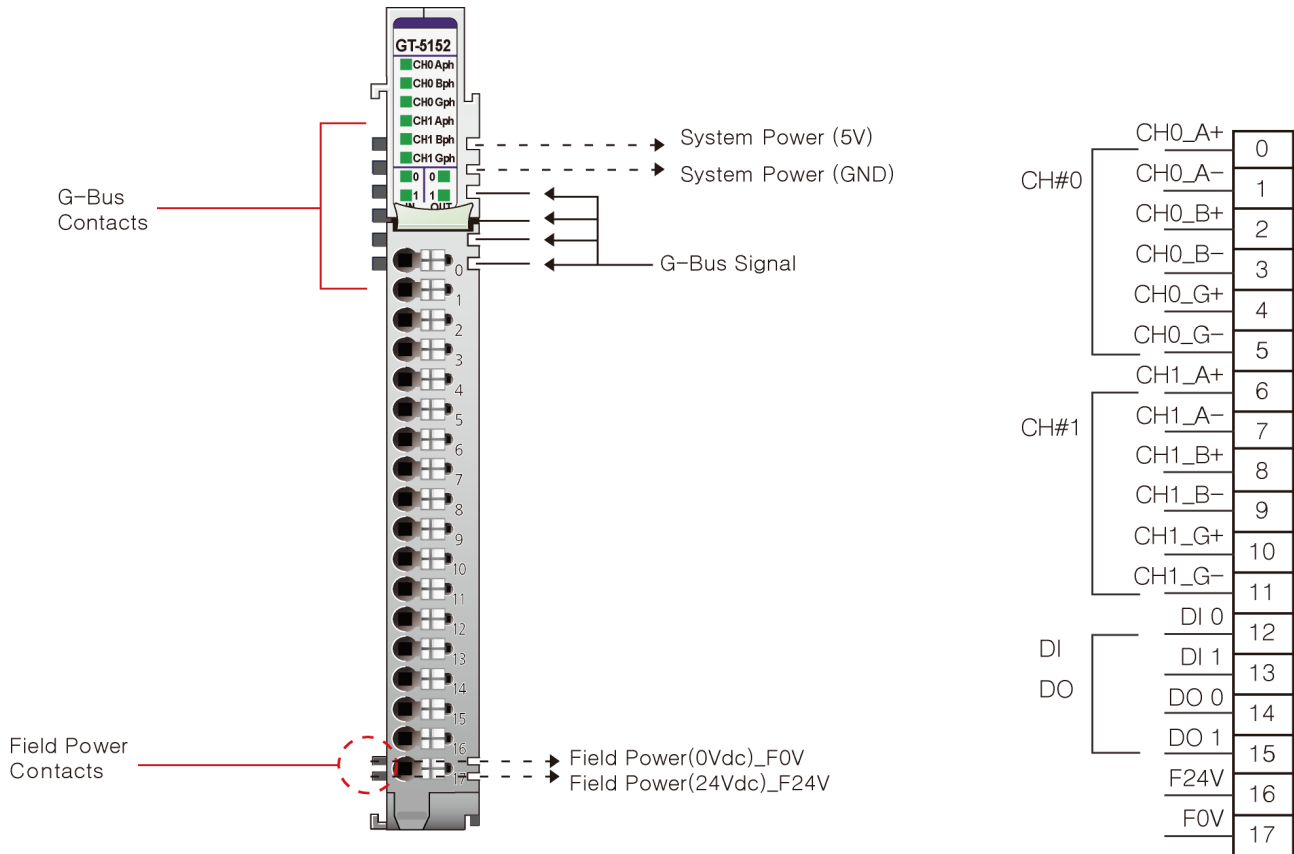 GT-5152
CH0 Aph
CH0 Bph
CH0 Gph
CH1 Aph
CH1 Bph
CH1 Gph
0 0
1 1
IN OUT
System Power (5V)
System Power (GND)
G-Bus
Contacts
G-Bus Signal
0
1
2
3
4
5
6
7
8
9
10
11
12
13
14
15
16
17
Field Power
Contacts
Field Power(0Vdc)_F0V
Field Power(24Vdc)_F24V
CH#0
CH0_A+ 0
CH0_A- 1
CH0_B+ 2
CH0_B- 3
CH0_G+ 4
CH0_G- 5
CH#1
CH1_A+ 6
CH1_A- 7
CH1_B+ 8
CH1_B- 9
CH1_G+ 10
CH1_G- 11
DI
DO
DI 0 12
DI 1 13
DO 0 14
DO 1 15
F24V 16
F0V 17